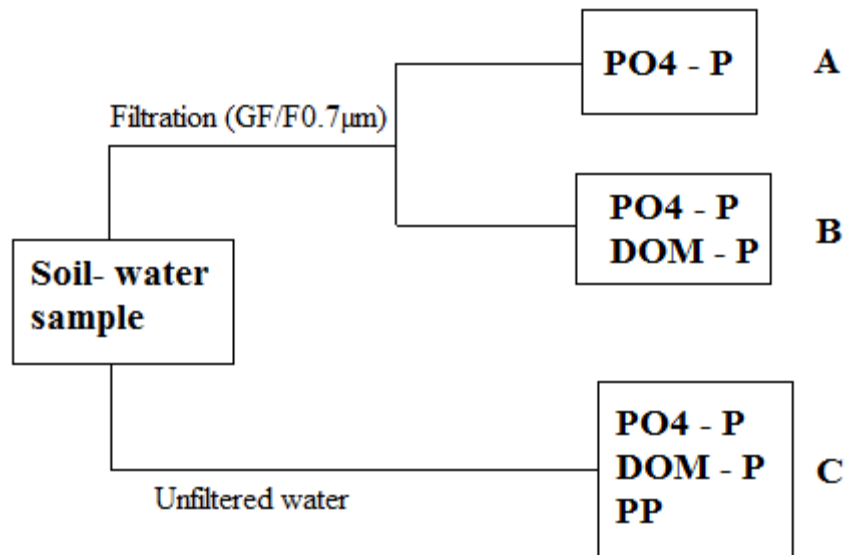 PO4 - P
A
Filtration (GF/F0.7µm)
PO4 - P
DOM - P
B
Soil- water
sample
PO4 - P
DOM - P
PP
C
Unfiltered water